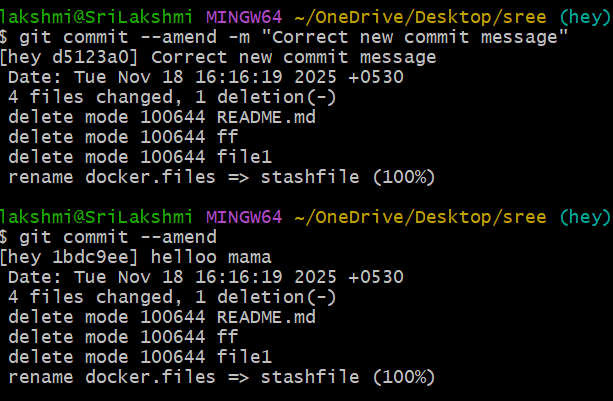 lakshmi@SriLakshmi MINGW64 ~/OneDrive/Desktop/sree (hey)
$ git commit --amend -m "Correct new commit message"
[hey d5123a0] Correct new commit message
 Date: Tue Nov 18 16:16:19 2025 +0530
 4 files changed, 1 deletion(-)
 delete mode 100644 README.md
 delete mode 100644 ff
 delete mode 100644 file1
 rename docker.files => stashfile (100%)

lakshmi@SriLakshmi MINGW64 ~/OneDrive/Desktop/sree (hey)
$ git commit --amend
[hey 1bdc9ee] helloo mama
 Date: Tue Nov 18 16:16:19 2025 +0530
 4 files changed, 1 deletion(-)
 delete mode 100644 README.md
 delete mode 100644 ff
 delete mode 100644 file1
 rename docker.files => stashfile (100%)